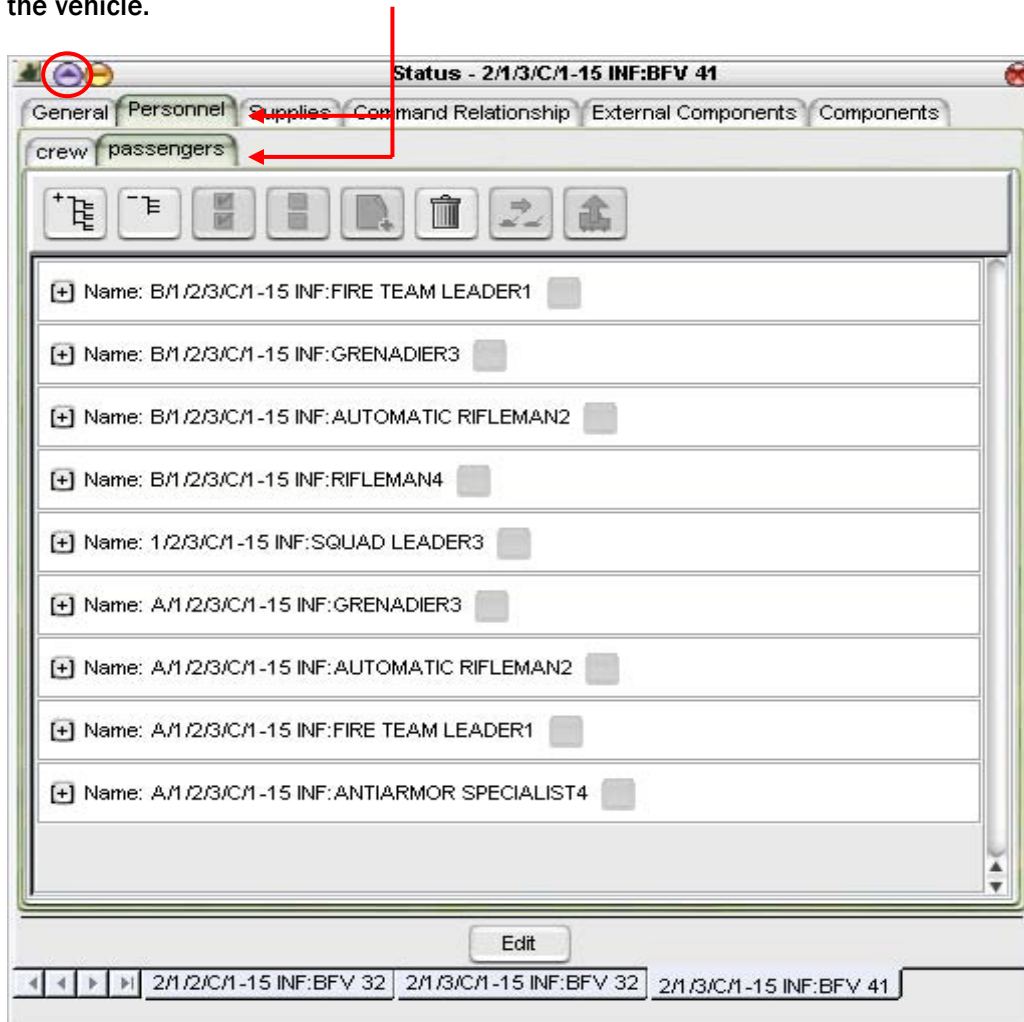 the vehicle.
Status - 2/1/3/C/1-15 INF:BFV 41
General Personnel Supplies Command Relationship External Components Components
crew passengers
Name: B/1/2/3/C/1-15 INF:FIRE TEAM LEADER1
Name: B/1/2/3/C/1-15 INF:GRENADIER3
Name: B/1/2/3/C/1-15 INF:AUTOMATIC RIFLEMAN2
Name: B/1/2/3/C/1-15 INF:RIFLEMAN4
Name: 1/2/3/C/1-15 INF:SQUAD LEADER3
Name: A/1/2/3/C/1-15 INF:GRENADIER3
Name: A/1/2/3/C/1-15 INF:AUTOMATIC RIFLEMAN2
Name: A/1/2/3/C/1-15 INF:FIRE TEAM LEADER1
Name: A/1/2/3/C/1-15 INF:ANTIARMOR SPECIALIST4
Edit
2/1/2/C/1-15 INF:BFV 32 2/1/3/C/1-15 INF:BFV 32 2/1/3/C/1-15 INF:BFV 41